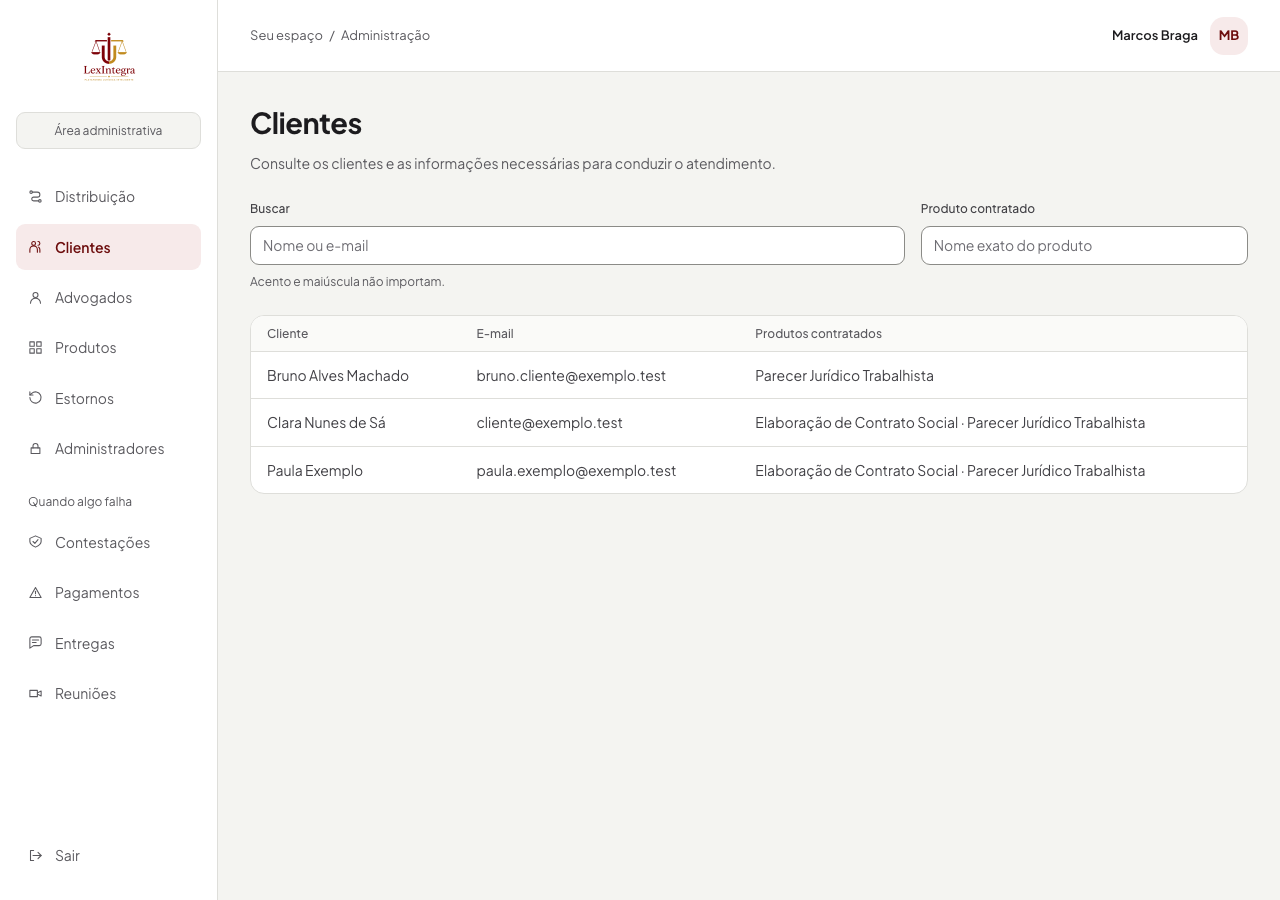 LexIntegra
Área administrativa
Distribuição
Clientes
Advogados
Produtos
Estornos
Administradores
Quando algo falha
Contestações
Pagamentos
Entregas
Reuniões
Sair
Seu espaço / Administração
Marcos Braga MB
Clientes
Consulte os clientes e as informações necessárias para conduzir o atendimento.
Buscar Produto contratado
Nome ou e-mail Nome exato do produto
Acento e maiúscula não importam.
Cliente E-mail Produtos contratados
Bruno Alves Machado bruno.cliente@exemplo.test Parecer Jurídico Trabalhista
Clara Nunes de Sá cliente@exemplo.test Elaboração de Contrato Social · Parecer Jurídico Trabalhista
Paula Exemplo paula.exemplo@exemplo.test Elaboração de Contrato Social · Parecer Jurídico Trabalhista